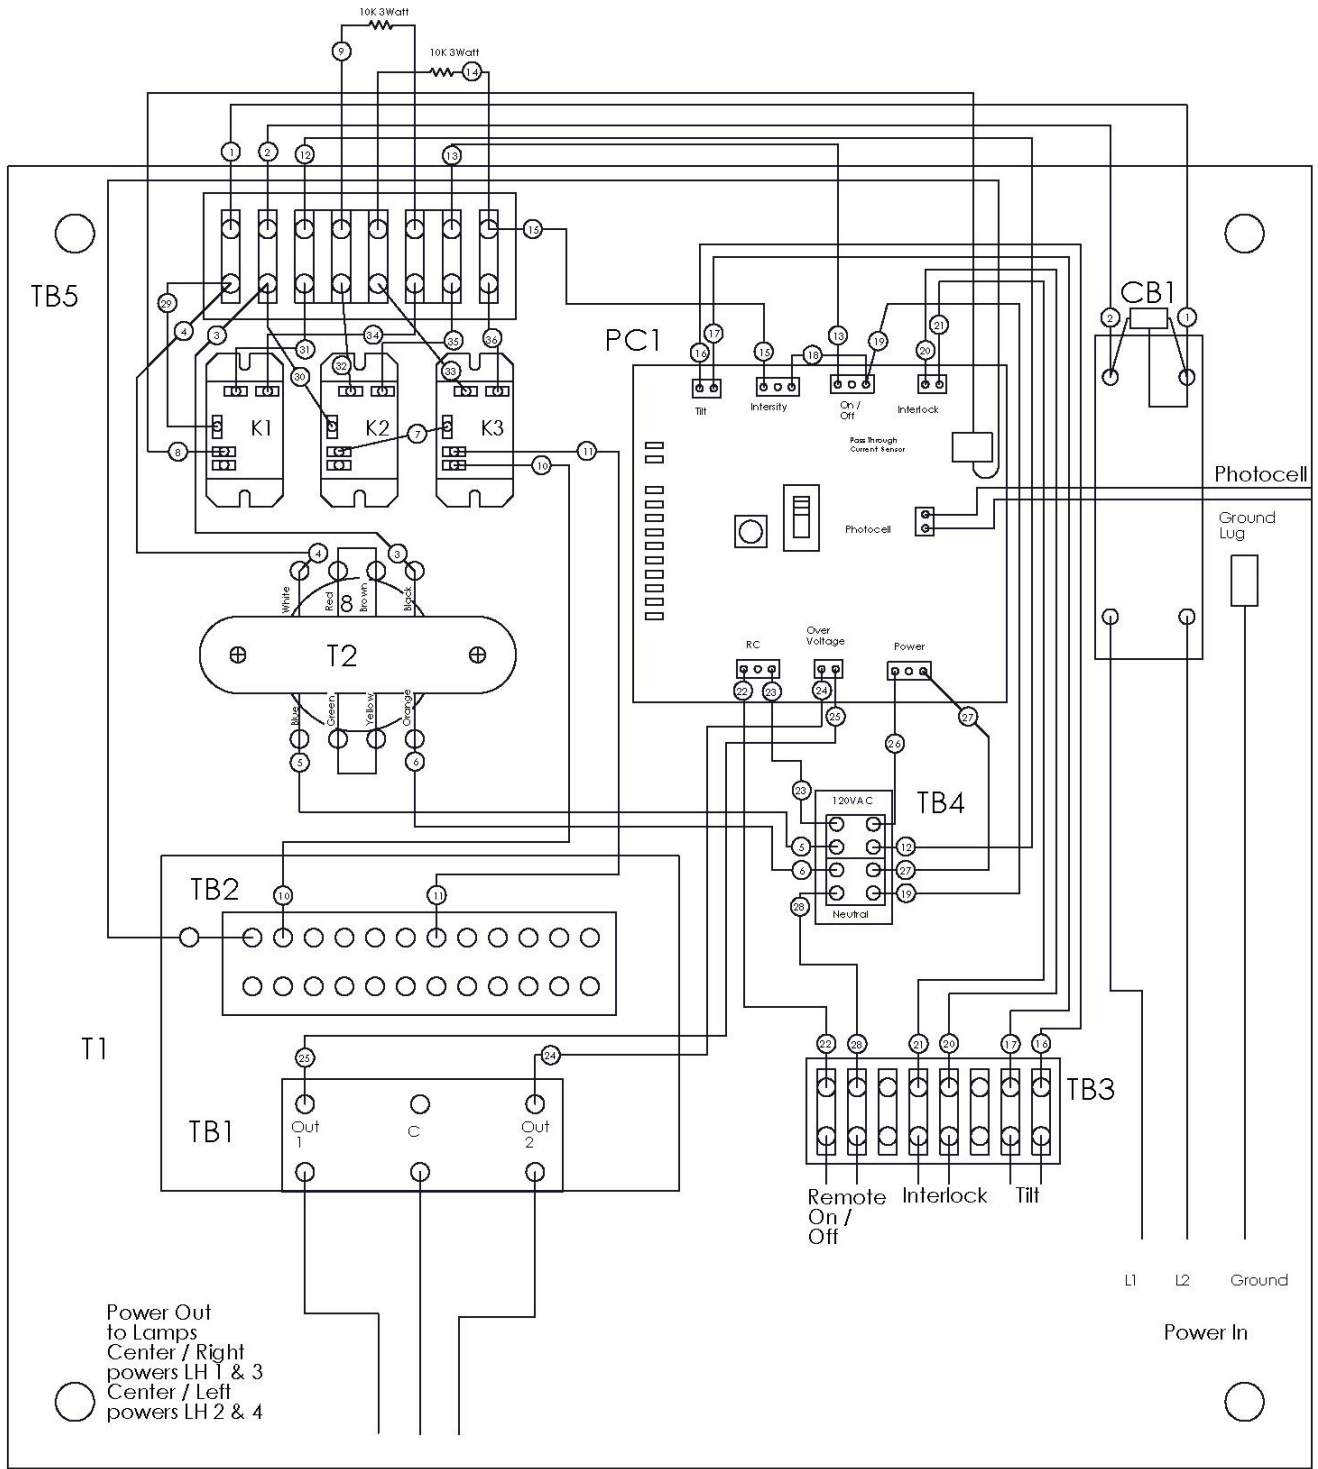 10K 3Watt
9
10K 3Watt
14
1
2
12
13
15
TB5
29
4
3
31
34
35
36
30
32
33
K1
K2
K3
7
8
11
10
PC1
16
17
15
18
13
19
20
21
Tilt
Intersity
On /
Off
Interlock
Pass Through
Current Sensor
Photocell
CB1
2
1
Photocell
Ground
Lug
4
3
White
Red
8
Brown
Black
T2
Blue
Green
Yellow
Orange
5
6
RC
Over
Voltage
Power
22
23
24
25
26
27
23
120VAC
TB4
5
12
6
27
28
19
Neutral
TB2
10
11
T1
25
24
TB1
Out
1
C
Out
2
22
28
21
20
17
16
TB3
Remote
On /
Off
Interlock
Tilt
L1
L2
Ground
Power In
Power Out
to Lamps
Center / Right
powers LH 1 & 3
Center / Left
powers LH 2 & 4